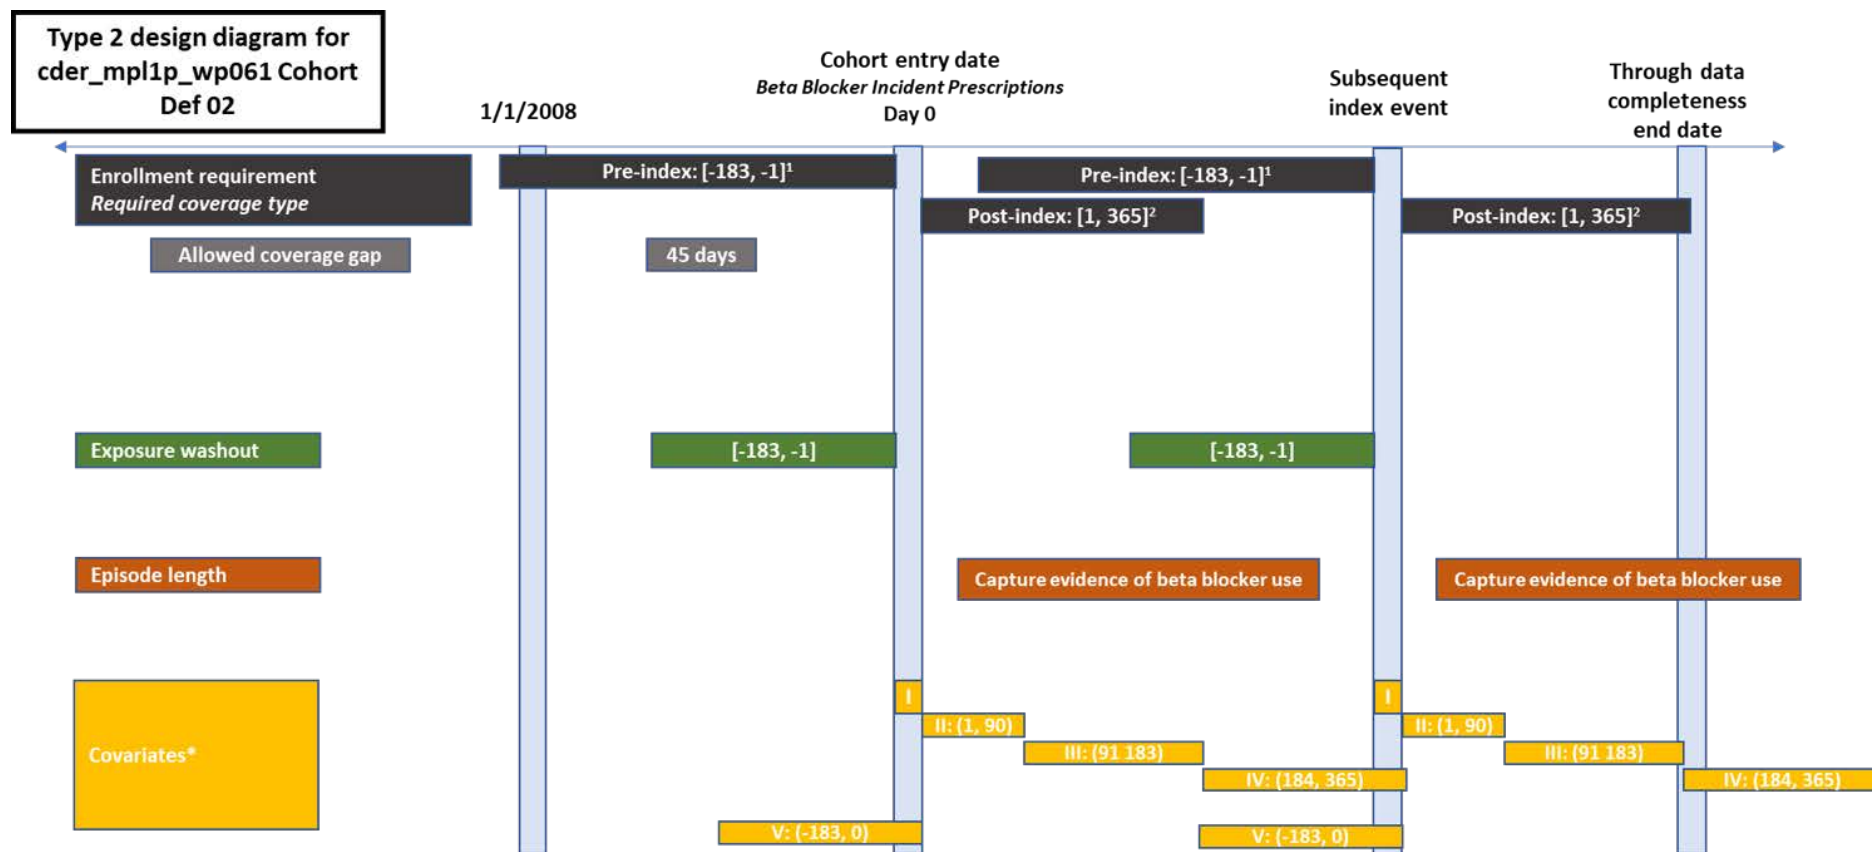 Type 2 design diagram for
cder_mpl1p_wp061 Cohort
Def 02
1/1/2008
Cohort entry date
Beta Blocker Incident Prescriptions
Day 0
Subsequent
index event
Through data
completeness
end date
Enrollment requirement
Required coverage type
Pre-index: [-183, -1]¹
Pre-index: [-183, -1]¹
Post-index: [1, 365]²
Post-index: [1, 365]²
Allowed coverage gap
45 days
Exposure washout
[-183, -1]
[-183, -1]
Episode length
Capture evidence of beta blocker use
Capture evidence of beta blocker use
Covariates*
I
I
II: (1, 90)
II: (1, 90)
III: (91 183)
III: (91 183)
IV: (184, 365)
IV: (184, 365)
V: (-183, 0)
V: (-183, 0)